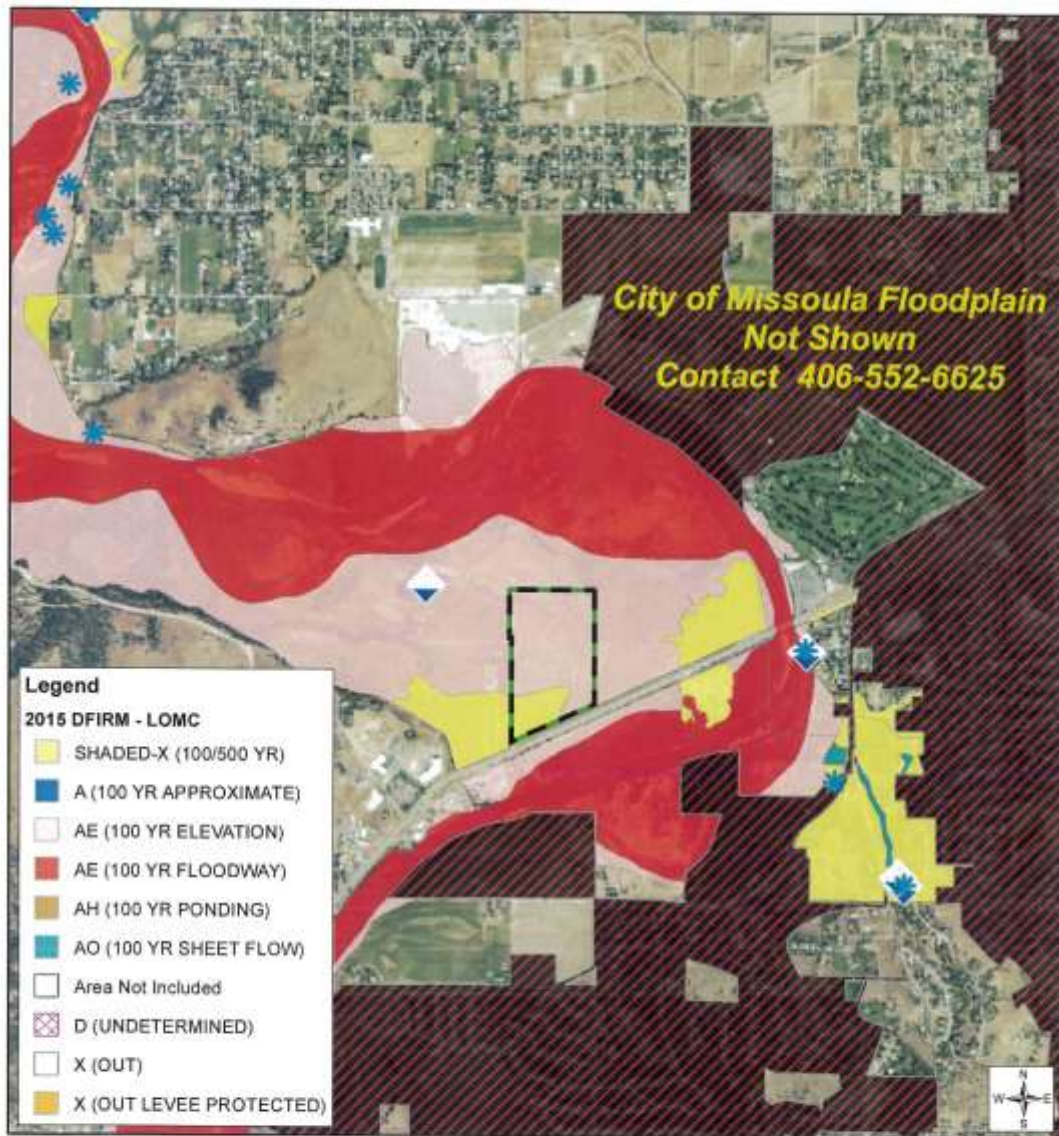 City of Missoula Floodplain
Not Shown
Contact 406-552-6625
Legend
2015 DFIRM - LOMC
SHADED-X (100/500 YR)
A (100 YR APPROXIMATE)
AE (100 YR ELEVATION)
AE (100 YR FLOODWAY)
AH (100 YR PONDING)
AO (100 YR SHEET FLOW)
Area Not Included
D (UNDETERMINED)
X (OUT)
X (OUT LEVEE PROTECTED)
N
W E
S